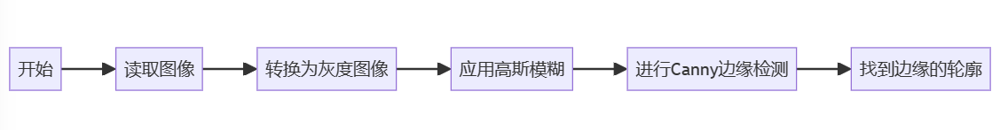 开始
读取图像
转换为灰度图像
应用高斯模糊
进行Canny边缘检测
找到边缘的轮廓